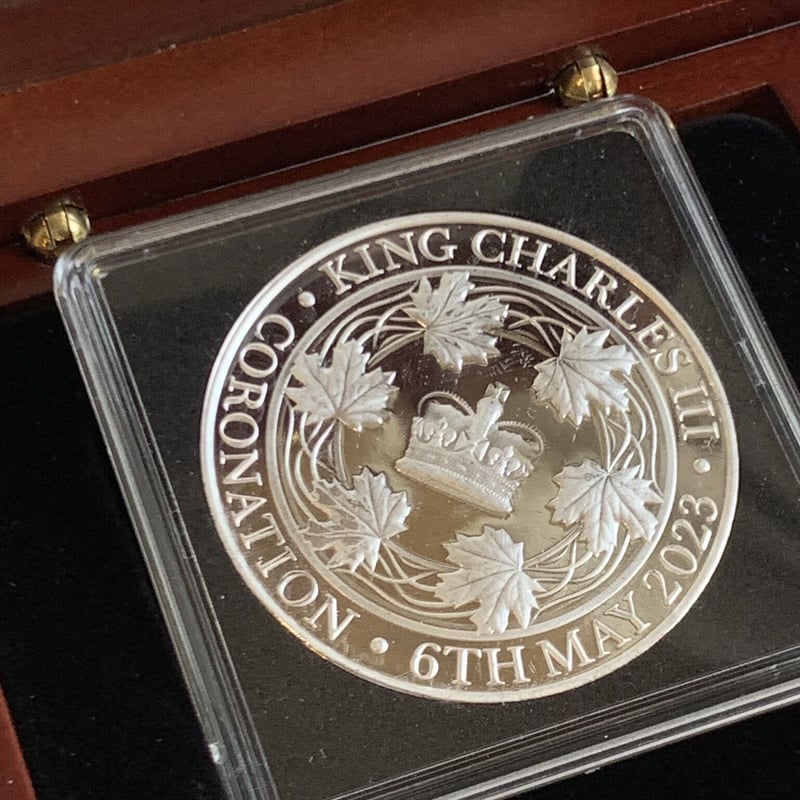 KING CHARLES III • 6TH MAY 2023 • CORONATION •